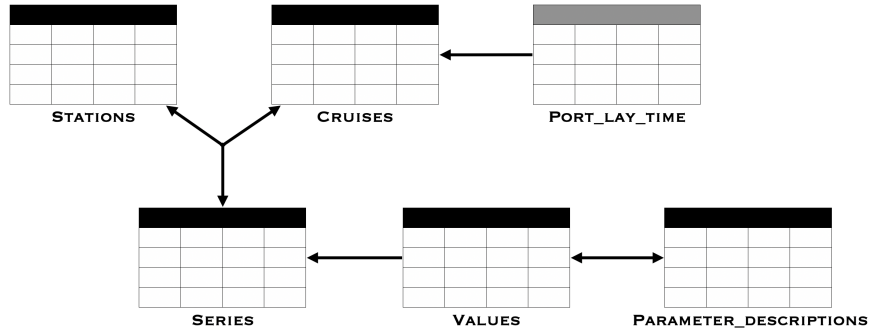 STATIONS
CRUISES
PORT_LAY_TIME
SERIES
VALUES
PARAMETER_DESCRIPTIONS